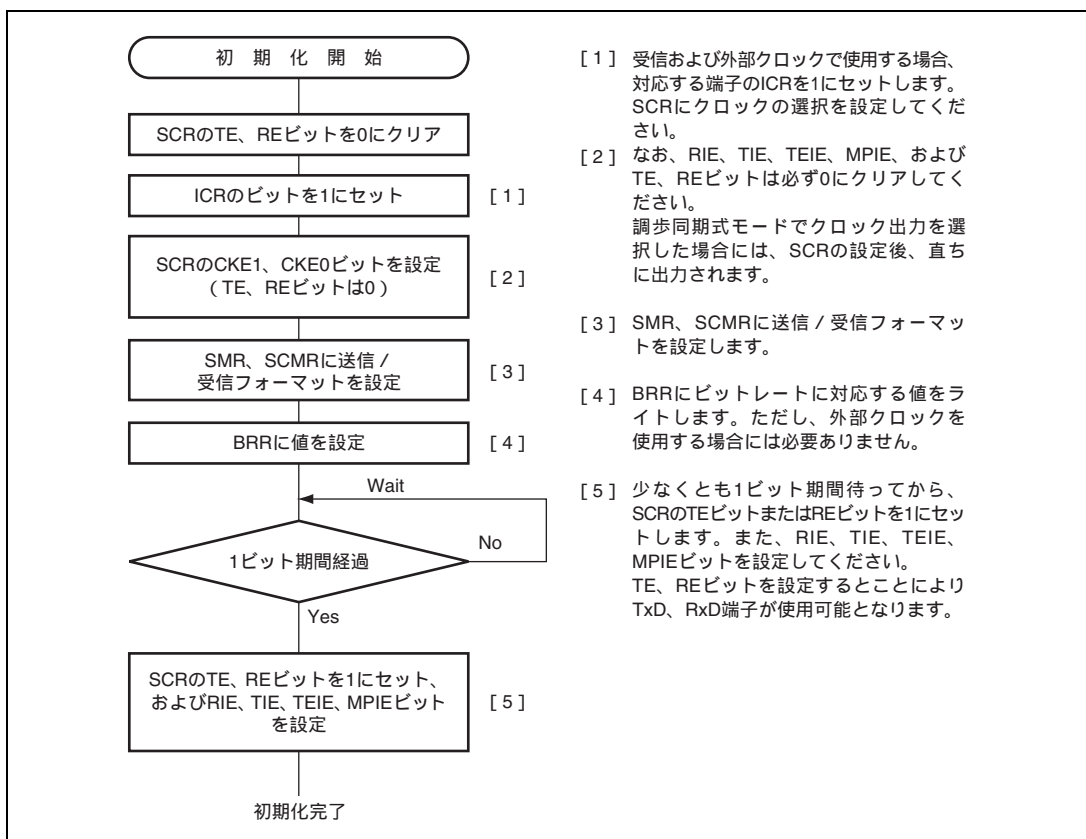 初 期 化 開 始
SCRのTE、REビットを0にクリア
ICRのビットを1にセット
[ 1 ]
SCRのCKE1、CKE0ビットを設定
( TE、REビットは0 )
[ 2 ]
SMR、SCMRに送信 / 
受信フォーマットを設定
[ 3 ]
BRRに値を設定
[ 4 ]
Wait
1ビット期間経過
No
Yes
SCRのTE、REビットを1にセット、
およびRIE、TIE、TEIE、MPIEビット
を設定
[ 5 ]
初期化完了
[ 1 ] 受信および外部クロックで使用する場合、
対応する端子のICRを1にセットします。
SCRにクロックの選択を設定してくだ
さい。
[ 2 ] なお、RIE、TIE、TEIE、MPIE、および
TE、REビットは必ず0にクリアしてく
ださい。
調歩同期式モードでクロック出力を選
択した場合には、SCRの設定後、直ち
に出力されます。
[ 3 ] SMR、SCMRに送信 / 受信フォーマッ
トを設定します。
[ 4 ] BRRにビットレートに対応する値をラ
イトします。ただし、外部クロックを
使用する場合には必要ありません。
[ 5 ] 少なくとも1ビット期間待ってから、
SCRのTEビットまたはREビットを1にセッ
トします。また、RIE、TIE、TEIE、
MPIEビットを設定してください。
TE、REビットを設定するとことにより
TxD、RxD端子が使用可能となります。